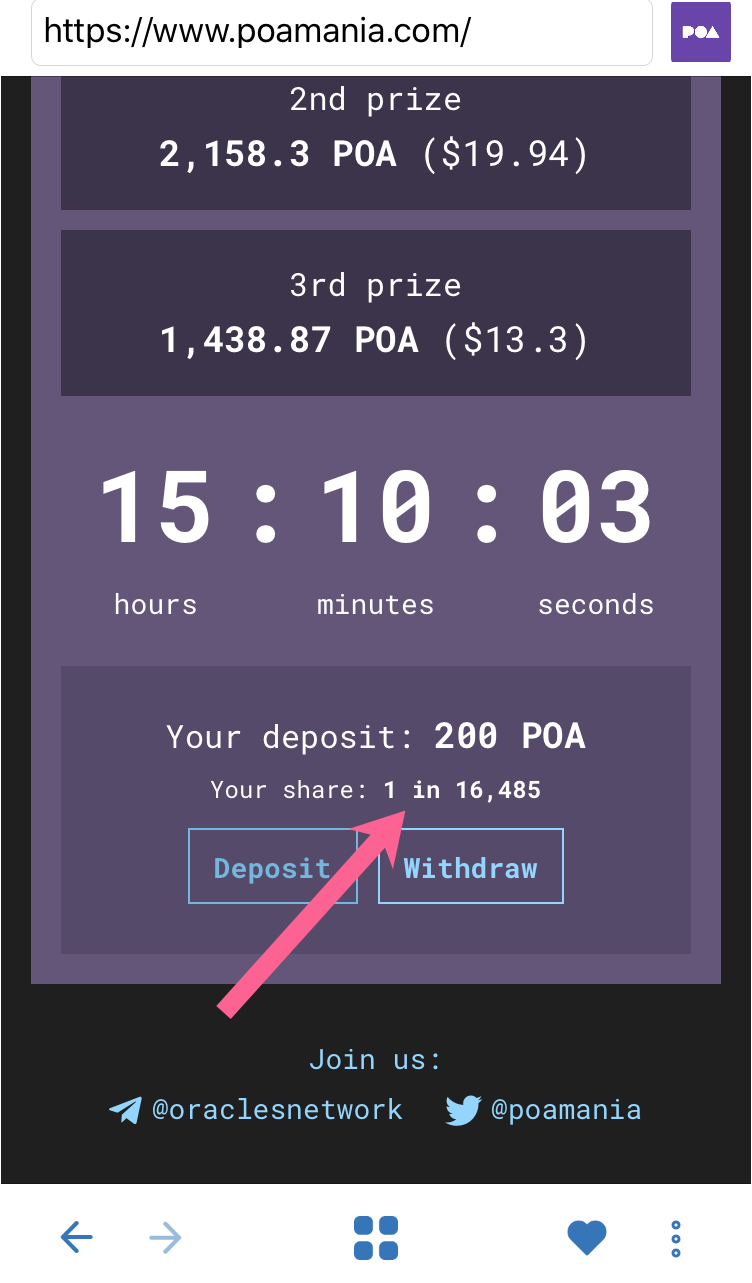 https://www.poamania.com/
POA
2nd prize
2,158.3 POA ($19.94)
3rd prize
1,438.87 POA ($13.3)
15 : 10 : 03
hours minutes seconds
Your deposit: 200 POA
Your share: 1 in 16,485
Deposit Withdraw
Join us:
@oraclesnetwork @poamania